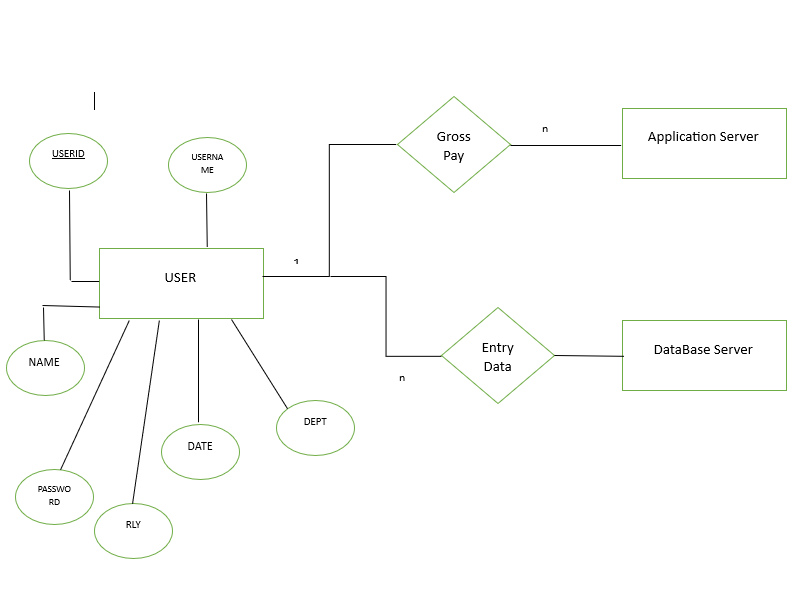 Gross
Pay
n
Application Server
USERID
USERNA
ME
USER
1
Entry
Data
DataBase Server
n
NAME
DEPT
DATE
PASSWO
RD
RLY